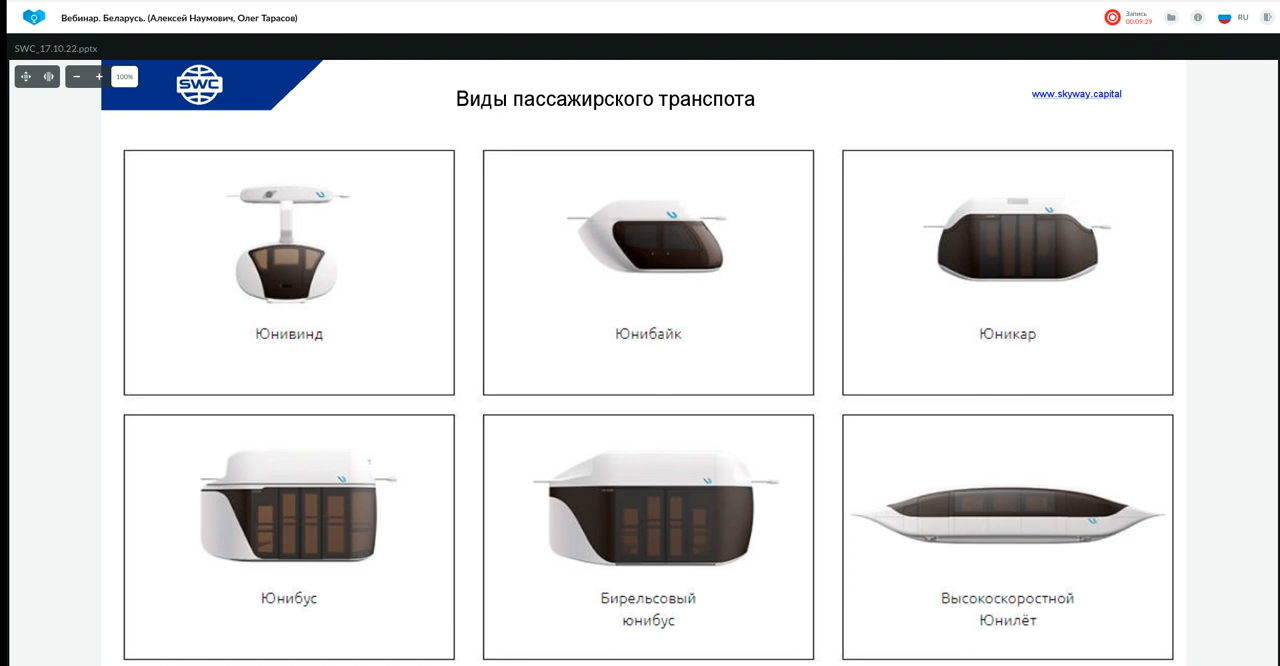 Вебинар. Беларусь. (Алексей Наумович, Олег Тарасов)
Запись
00:09:29
RU
SWC_17.10.22.pptx
100%
SWC
Виды пассажирского транспота
www.skyway.capital
Юнивинд
Юнибайк
Юникар
Юнибус
Бирельсовый
юнибус
Высокоскоростной
Юнилёт